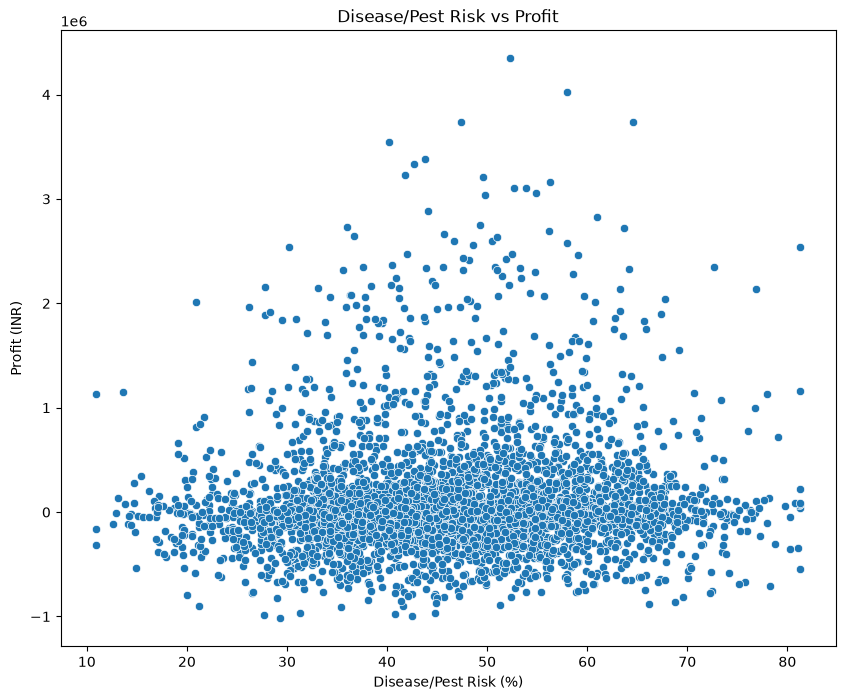 Disease/Pest Risk vs Profit
1e6
4
3
2
1
0
−1
Profit (INR)
10 20 30 40 50 60 70 80
Disease/Pest Risk (%)